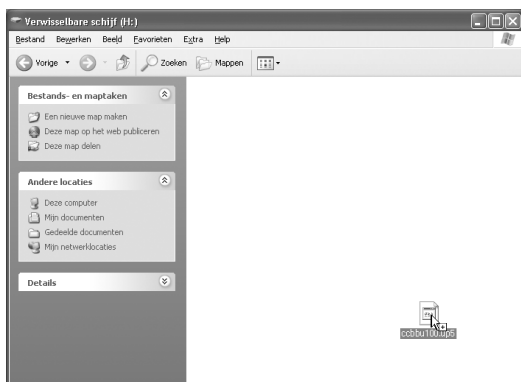 Verwisselbare schijf (H:)
Bestand Bewerken Beeld Favorieten Extra Help
Vorige Zoeken Mappen
Bestands- en maptaken
Een nieuwe map maken
Deze map op het web publiceren
Deze map delen
Andere locaties
Deze computer
Mijn documenten
Gedeelde documenten
Mijn netwerklocaties
Details
ccbbu100.up5